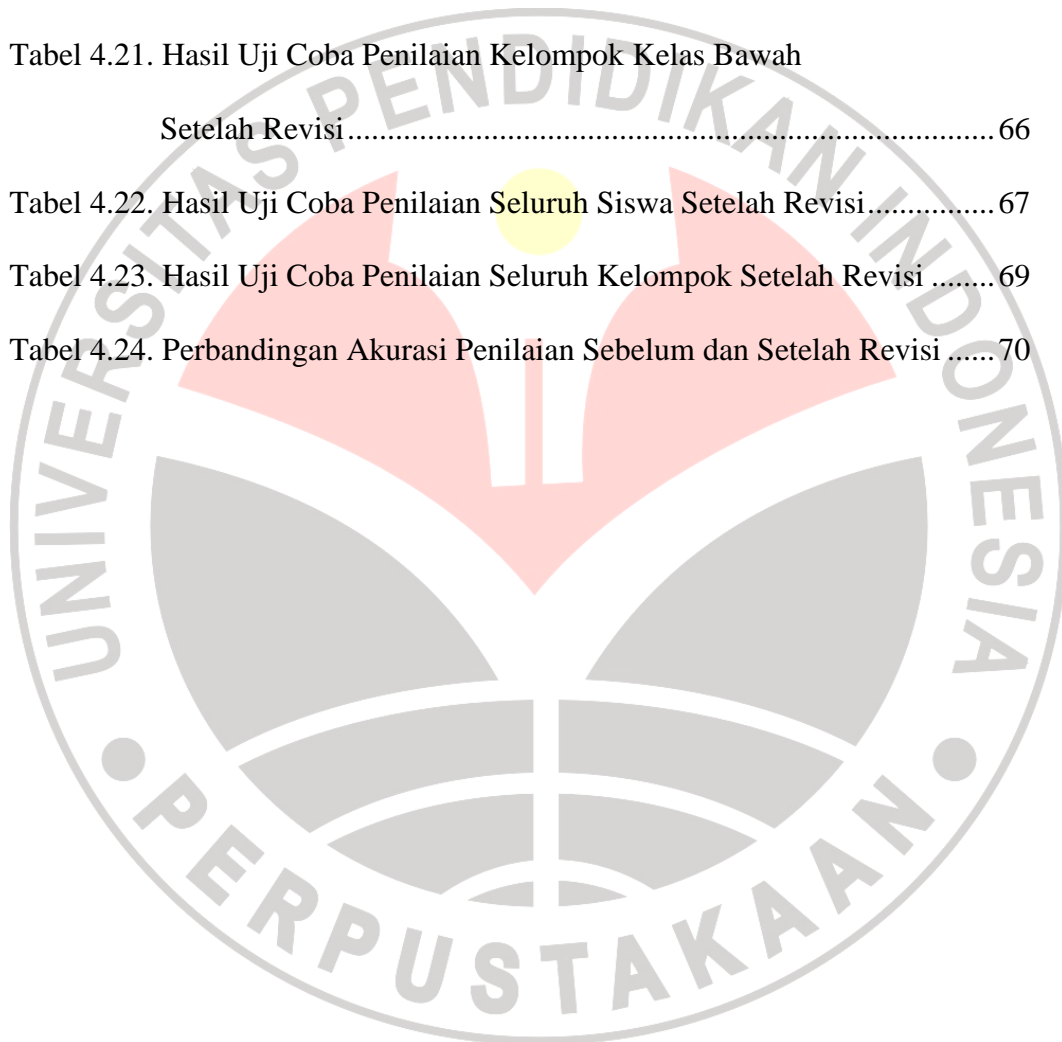 Tabel 4.21. Hasil Uji Coba Penilaian Kelompok Kelas Bawah
Setelah Revisi.......................................................................... 66
Tabel 4.22. Hasil Uji Coba Penilaian Seluruh Siswa Setelah Revisi............... 67
Tabel 4.23. Hasil Uji Coba Penilaian Seluruh Kelompok Setelah Revisi ........ 69
Tabel 4.24. Perbandingan Akurasi Penilaian Sebelum dan Setelah Revisi ...... 70
UNIVERSITAS PENDIDIKAN INDONESIA
PERPUSTAKAAN